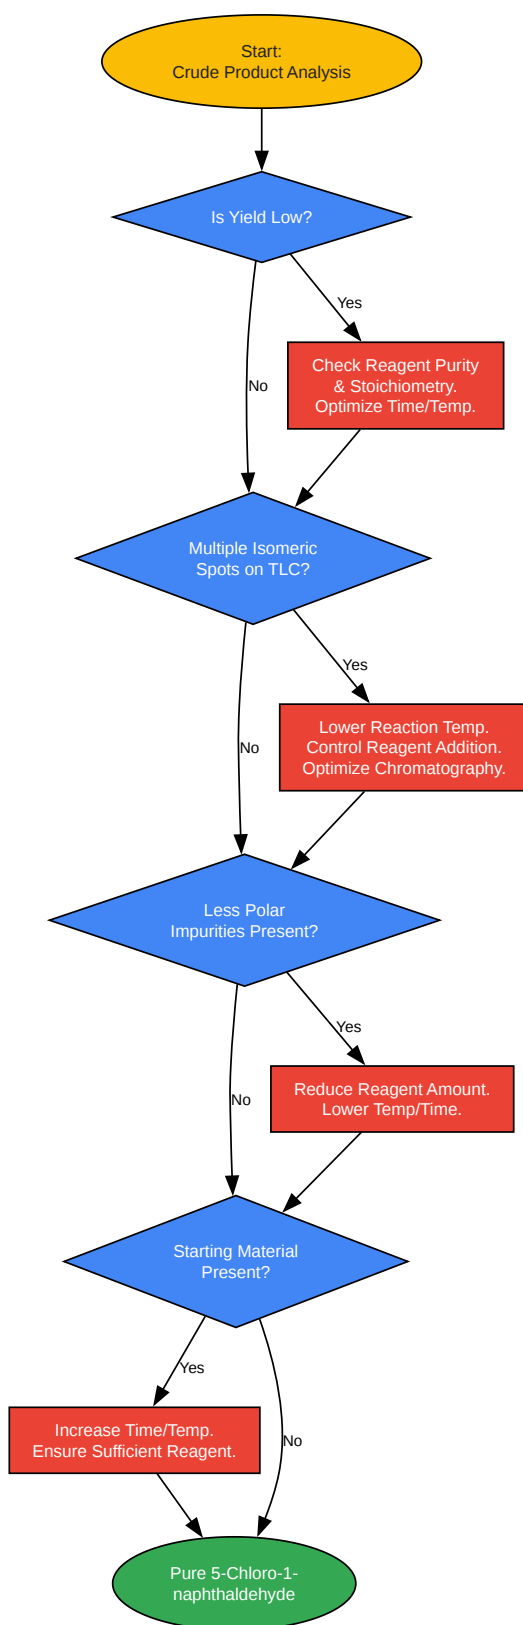 Start:
Crude Product Analysis
Is Yield Low?
Yes
Check Reagent Purity
& Stoichiometry.
Optimize Time/Temp.
No
Multiple Isomeric
Spots on TLC?
Yes
Lower Reaction Temp.
Control Reagent Addition.
Optimize Chromatography.
No
Less Polar
Impurities Present?
Yes
Reduce Reagent Amount.
Lower Temp/Time.
No
Starting Material
Present?
Yes
Increase Time/Temp.
Ensure Sufficient Reagent.
No
Pure 5-Chloro-1-
naphthaldehyde